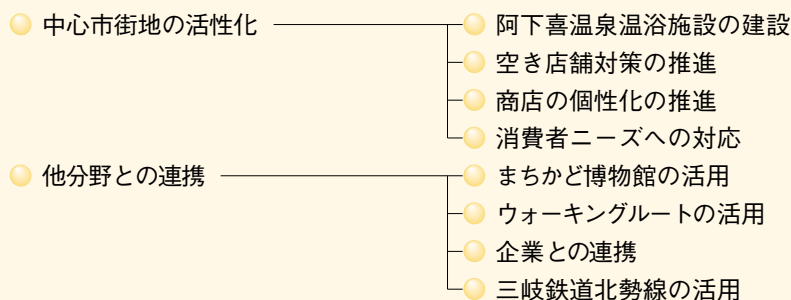 中心市街地の活性化
阿下喜温泉温浴施設の建設
空き店舗対策の推進
商店の個性化の推進
消費者ニーズへの対応
他分野との連携
まちかど博物館の活用
ウォーキングルートの活用
企業との連携
三岐鉄道北勢線の活用